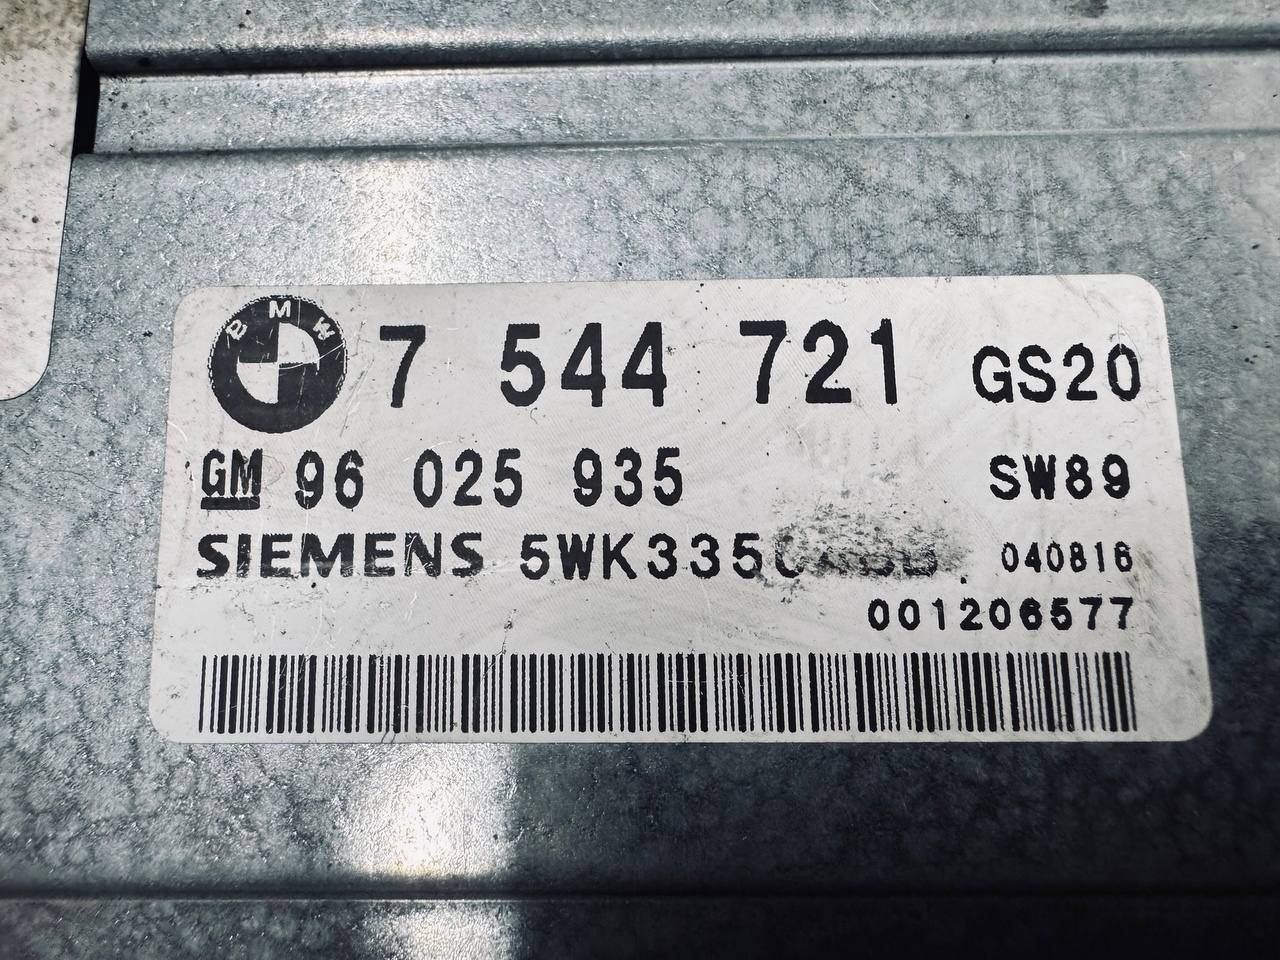 BMW 7 544 721 GS20
GM 96 025 935 SW89
SIEMENS 040816
001206577